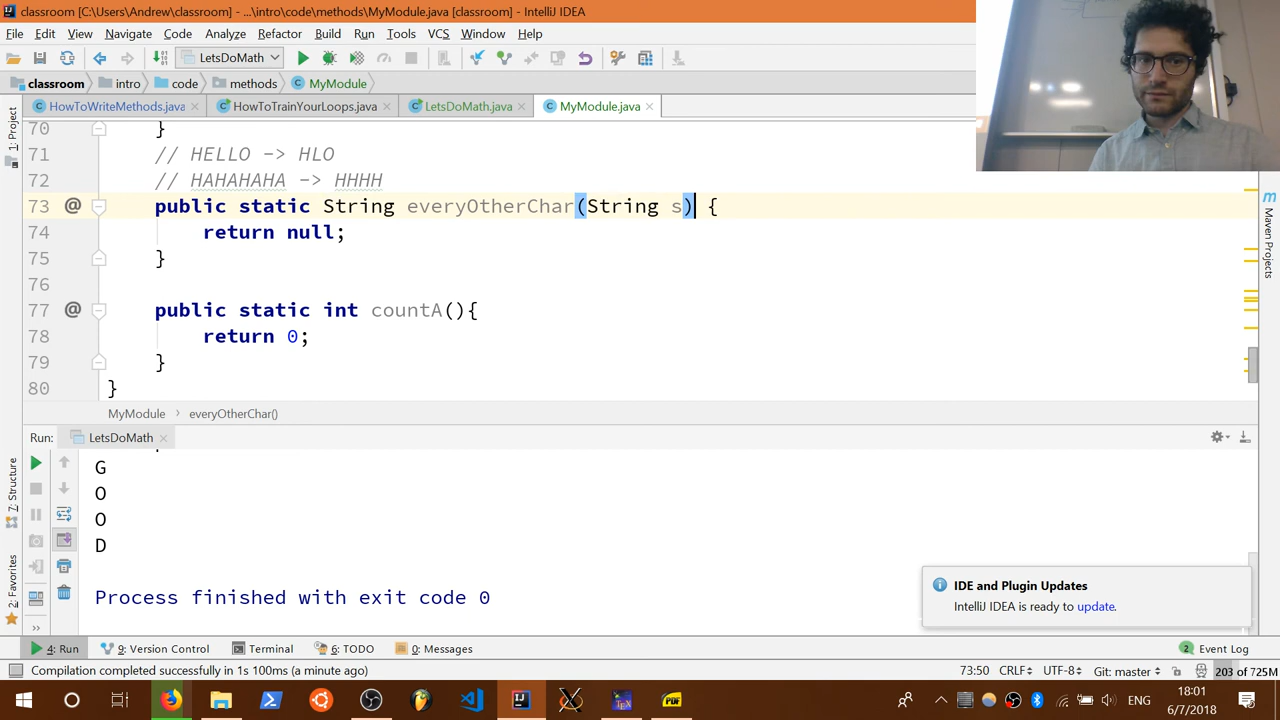 classroom [C:\Users\Andrew\classroom] - ...\intro\code\methods\MyModule.java [classroom] - IntelliJ IDEA
File Edit View Navigate Code Analyze Refactor Build Run Tools VCS Window Help
LetsDoMath
classroom intro code methods MyModule.java
HowToWriteMethods.java HowToTrainYourLoops.java LetsDoMath.java MyModule.java
1: Project
Maven Projects
70 }
71 // HELLO -> HLO
72 // HAHAHAHA -> HHHH
73 @ public static String everyOtherChar(String s) {
74 return null;
75 }
76
77 @ public static int countA(){
78 return 0;
79 }
80 }
MyModule > everyOtherChar()
Run: LetsDoMath
7: Structure
2: Favorites
G
O
O
D
Process finished with exit code 0
IDE and Plugin Updates
IntelliJ IDEA is ready to update.
4: Run 9: Version Control Terminal 6: TODO 0: Messages 2 Event Log
Compilation completed successfully in 1s 100ms (a minute ago) 73:50 CRLF UTF-8 Git: master 203 of 725M
ENG
18:01
6/7/2018